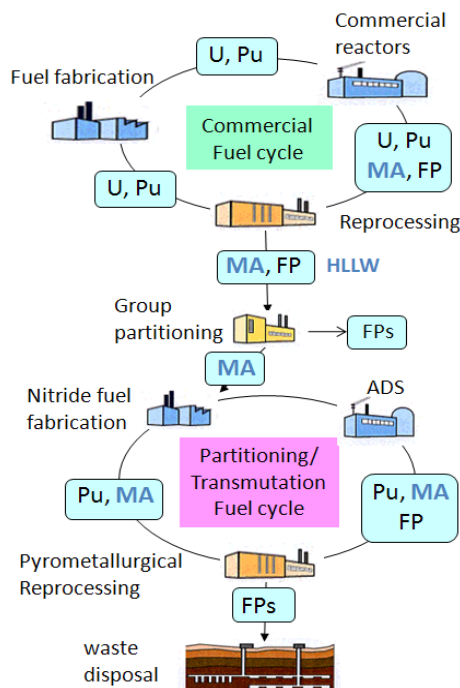 Commercial
reactors
U, Pu
Fuel fabrication
Commercial
Fuel cycle
U, Pu
MA, FP
U, Pu
Reprocessing
MA, FP
HLLW
Group
partitioning
FPs
MA
Nitride fuel
fabrication
ADS
Partitioning/
Transmutation
Fuel cycle
Pu, MA
Pu, MA
FP
Pyrometallurgical
Reprocessing
FPs
waste
disposal